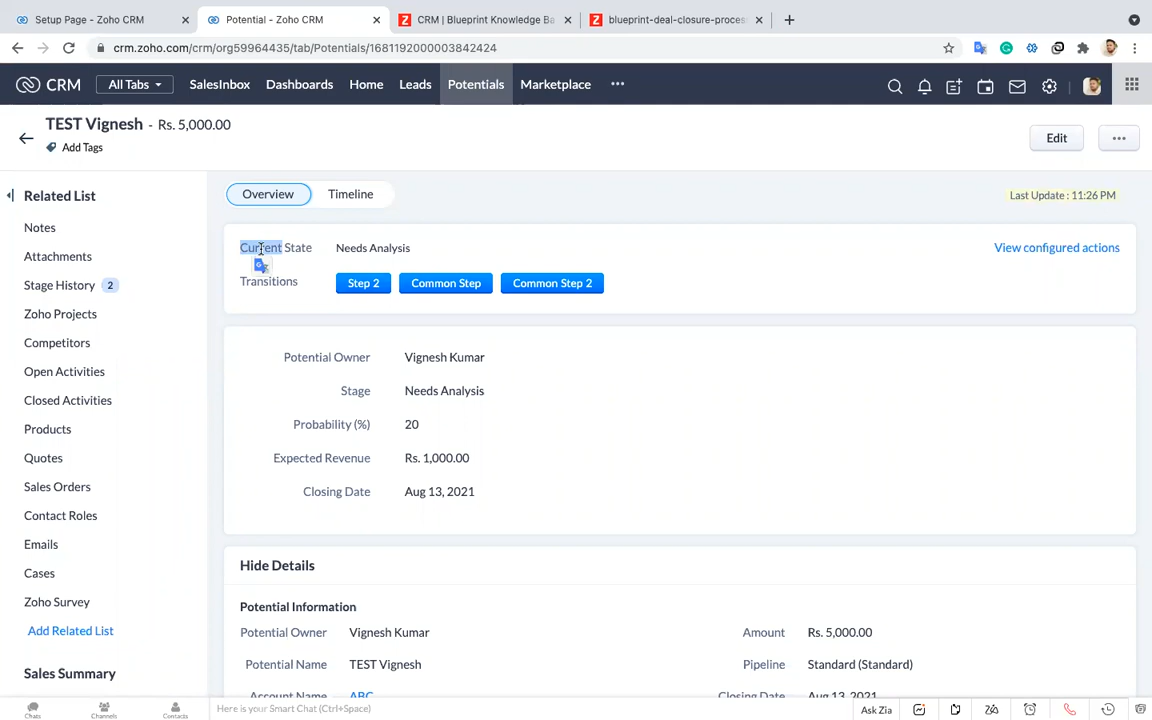 Setup Page - Zoho CRM
Potential - Zoho CRM
CRM | Blueprint Knowledge Ba
blueprint-deal-closure-proces
crm.zoho.com/crm/org59964435/tab/Potentials/1681192000003842424
CRM
All Tabs
SalesInbox
Dashboards
Home
Leads
Potentials
Marketplace
TEST Vignesh - Rs. 5,000.00
Add Tags
Edit
Related List
Notes
Attachments
Stage History 2
Zoho Projects
Competitors
Open Activities
Closed Activities
Products
Quotes
Sales Orders
Contact Roles
Emails
Cases
Zoho Survey
Add Related List
Sales Summary
Overview
Timeline
Last Update : 11:26 PM
Current State Needs Analysis
View configured actions
Transitions
Step 2
Common Step
Common Step 2
Potential Owner Vignesh Kumar
Stage Needs Analysis
Probability (%) 20
Expected Revenue Rs. 1,000.00
Closing Date Aug 13, 2021
Hide Details
Potential Information
Potential Owner Vignesh Kumar
Amount Rs. 5,000.00
Potential Name TEST Vignesh
Pipeline Standard (Standard)
Account Name ABC
Closing Date Aug 13, 2021
Chats
Channels
Contacts
Here is your Smart Chat (Ctrl+Space)
Ask Zia